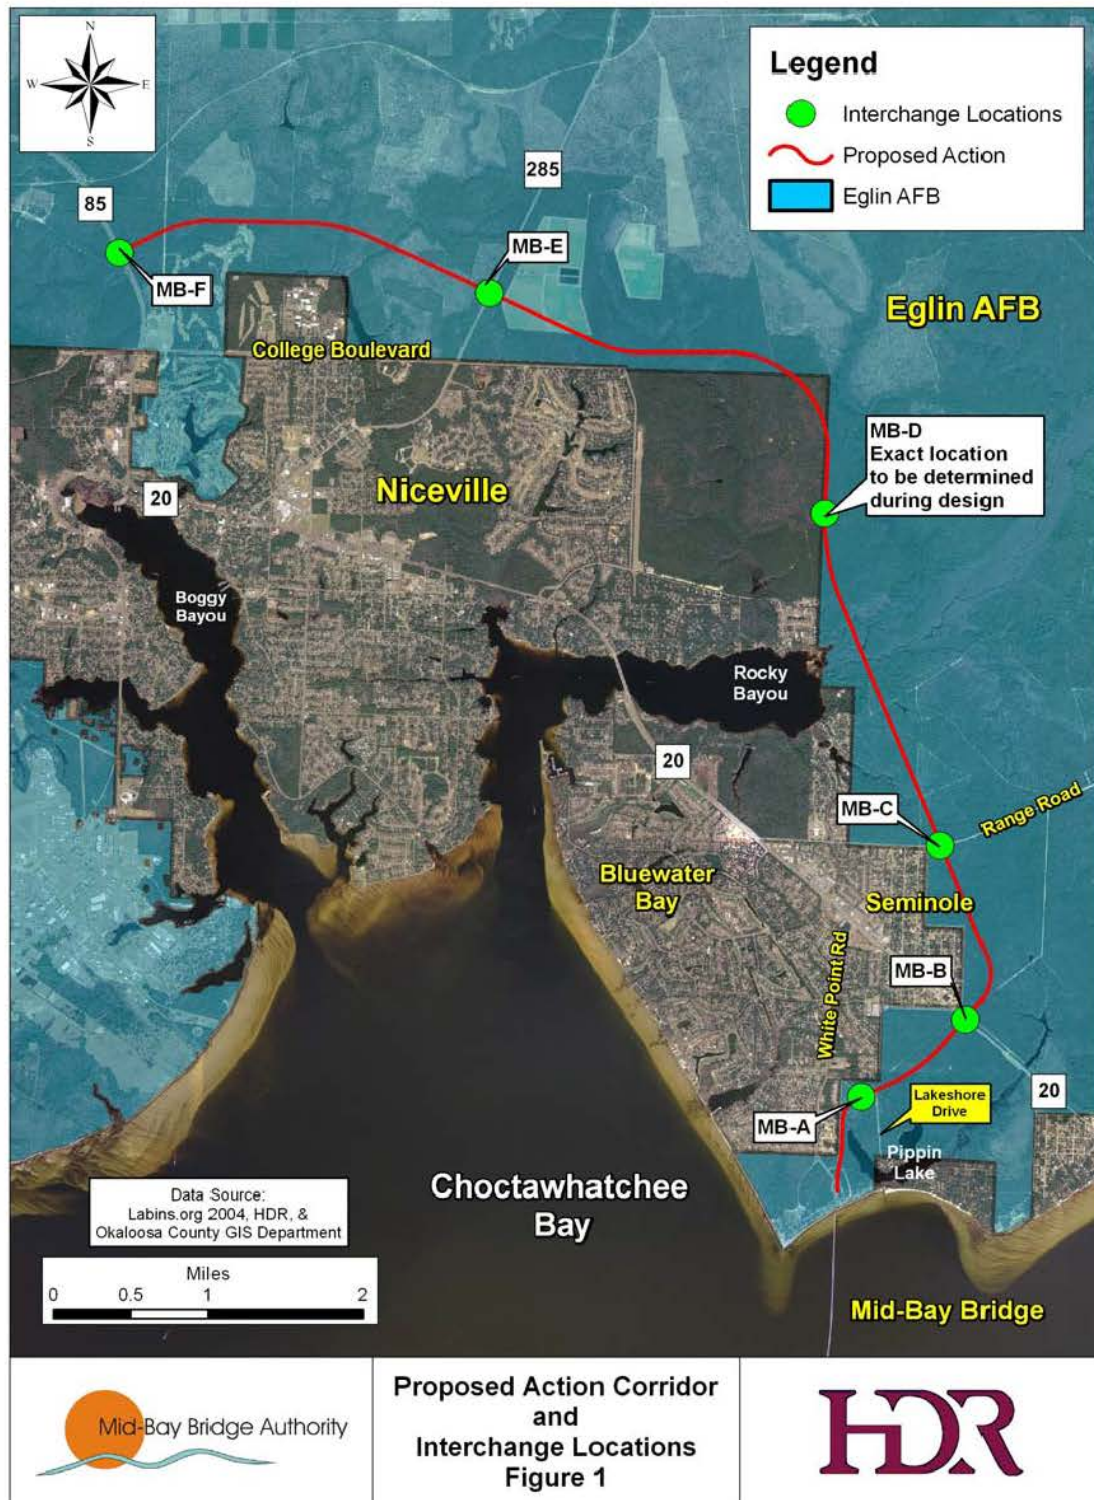 N
W
E
S
Legend
Interchange Locations
Proposed Action
Eglin AFB
285
85
MB-E
MB-F
Eglin AFB
College Boulevard
MB-D
Exact location
to be determined
during design
Niceville
20
Boggy
Bayou
Rocky
Bayou
20
Range Road
MB-C
Bluewater
Bay
Seminole
White Point Rd
MB-B
20
Lakeshore
Drive
MB-A
Pippin
Lake
Choctawhatchee
Bay
Data Source:
Labins.org 2004, HDR, &
Okaloosa County GIS Department
Miles
0 0.5 1 2
Mid-Bay Bridge
Mid-Bay Bridge Authority
Proposed Action Corridor
and
Interchange Locations
Figure 1
HDR